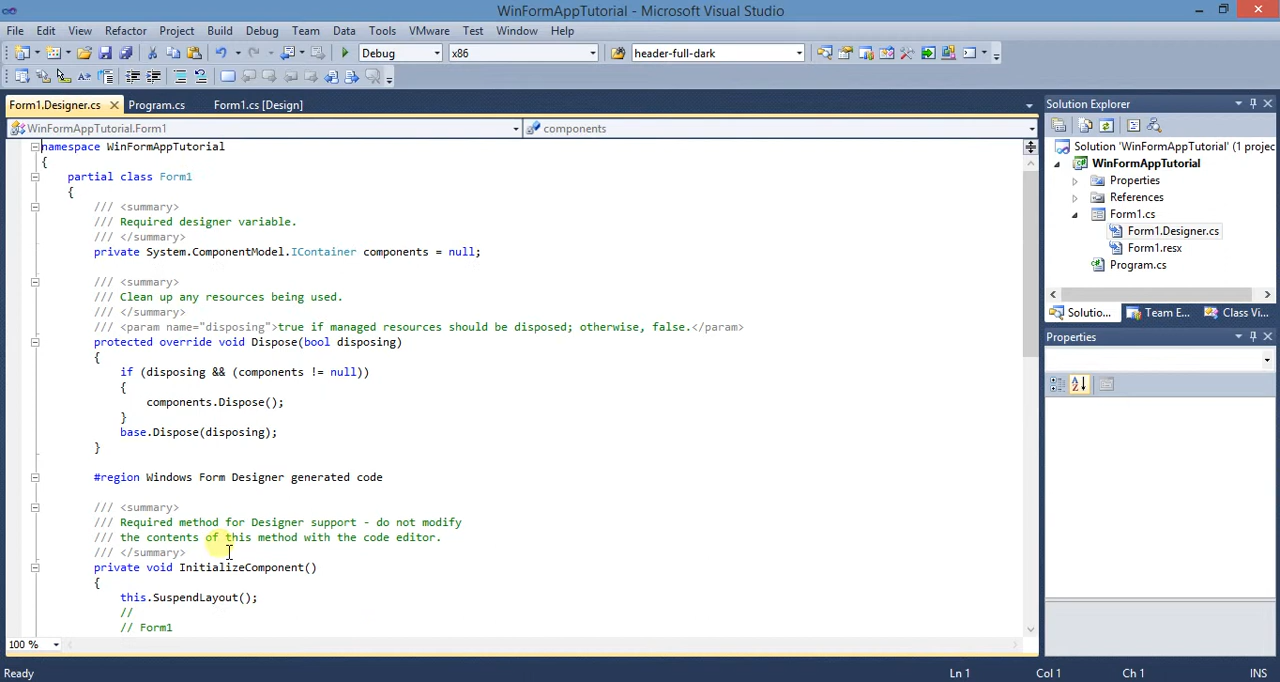 WinFormAppTutorial - Microsoft Visual Studio
File Edit View Refactor Project Build Debug Team Data Tools VMware Test Window Help
Debug x86 header-full-dark
Form1.Designer.cs Program.cs Form1.cs [Design]
WinFormAppTutorial.Form1 components
namespace WinFormAppTutorial
{
partial class Form1
{
/// <summary>
/// Required designer variable.
/// </summary>
private System.ComponentModel.IContainer components = null;
/// <summary>
/// Clean up any resources being used.
/// </summary>
/// <param name="disposing">true if managed resources should be disposed; otherwise, false.</param>
protected override void Dispose(bool disposing)
{
if (disposing && (components != null))
{
components.Dispose();
}
base.Dispose(disposing);
}
#region Windows Form Designer generated code
/// <summary>
/// Required method for Designer support - do not modify
/// the contents of this method with the code editor.
/// </summary>
private void InitializeComponent()
{
this.SuspendLayout();
//
// Form1
100 %
Solution Explorer
Solution 'WinFormAppTutorial' (1 projec
WinFormAppTutorial
Properties
References
Form1.cs
Form1.Designer.cs
Form1.resx
Program.cs
Solutio... Team E... Class Vi...
Properties
Ready Ln 1 Col 1 Ch 1 INS